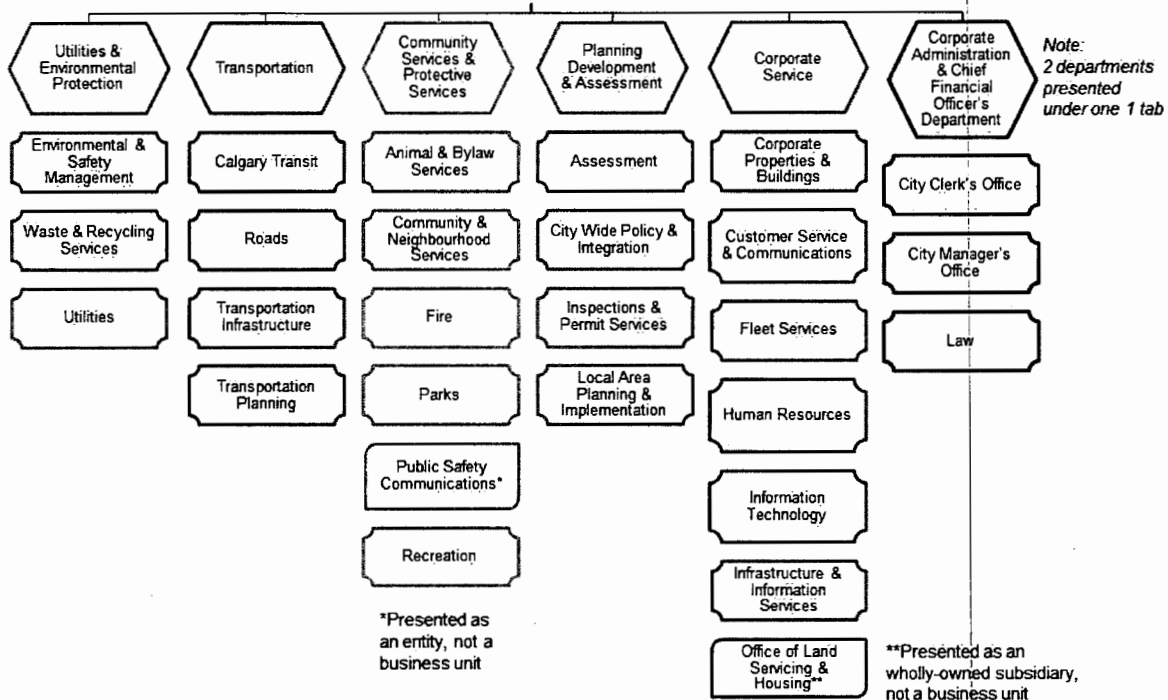 Utilities &
Environmental
Protection
Environmental &
Safety
Management
Waste & Recycling
Services
Utilities
Transportation
Calgary Transit
Roads
Transportation
Infrastructure
Transportation
Planning
Community
Services &
Protective
Services
Animal & Bylaw
Services
Community &
Neighbourhood
Services
Fire
Parks
Public Safety
Communications*
Recreation
*Presented as
an entity, not a
business unit
Planning
Development
& Assessment
Assessment
City Wide Policy &
Integration
Inspections &
Permit Services
Local Area
Planning &
Implementation
Corporate
Service
Corporate
Properties &
Buildings
Customer Service
& Communications
Fleet Services
Human Resources
Information
Technology
Infrastructure &
Information
Services
Office of Land
Servicing &
Housing**
**Presented as an
wholly-owned subsidiary,
not a business unit
Corporate
Administration
& Chief
Financial
Officer's
Department
City Clerk's Office
City Manager's
Office
Law
Note:
2 departments
presented
under one 1 tab